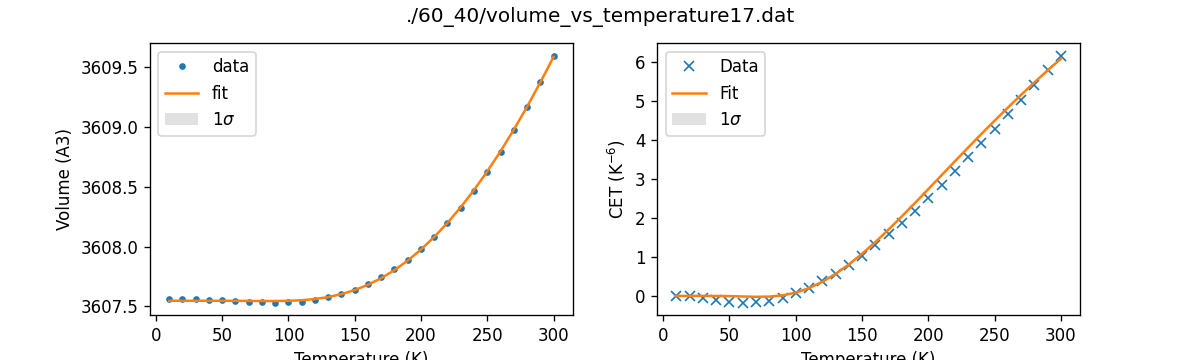 ./60_40/volume_vs_temperature17.dat
Volume (A3)
3609.5
3609.0
3608.5
3608.0
3607.5
data
fit
1σ
0 50 100 150 200 250 300
Temperature (K)
CET (K⁻⁶)
6
5
4
3
2
1
0
Data
Fit
1σ
0 50 100 150 200 250 300
Temperature (K)